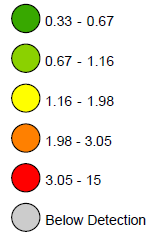 0.33 - 0.67
0.67 - 1.16
1.16 - 1.98
1.98 - 3.05
3.05 - 15
Below Detection